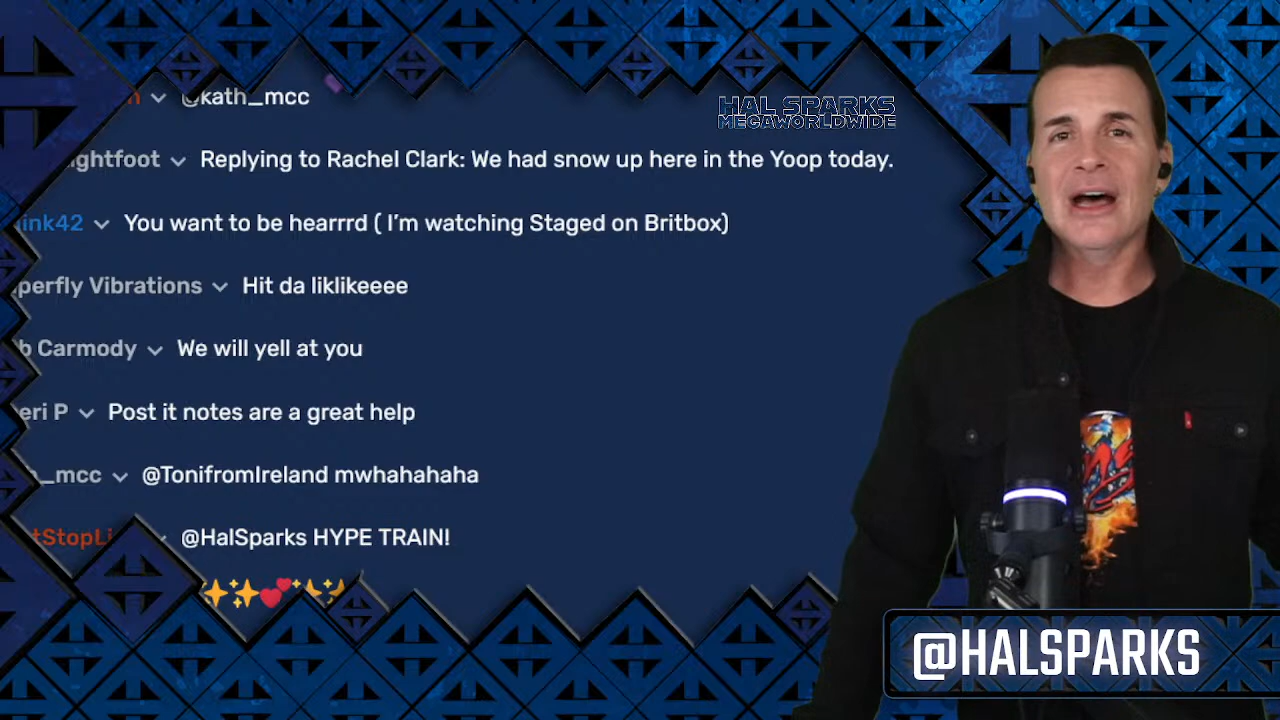 @kath_mcc
HAL SPARKS
MEGAWORLDWIDE
ghtfoot Replying to Rachel Clark: We had snow up here in the Yoop today.
ink42 You want to be hearrrd ( I'm watching Staged on Britbox)
perfly Vibrations Hit da liklikeeee
b Carmody We will yell at you
eri P Post it notes are a great help
_mcc @TonifromIreland mwhahahaha
tStopLi @HalSparks HYPE TRAIN!
@HALSPARKS